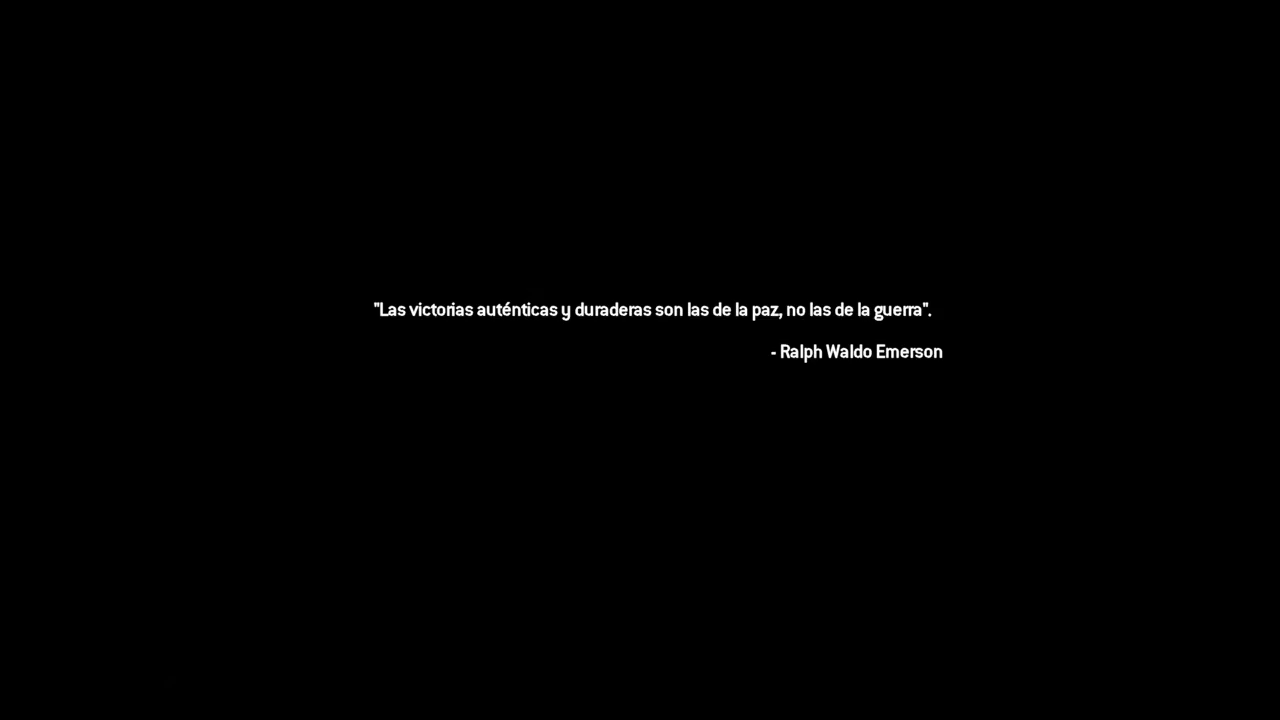 "Las victorias auténticas y duraderas son las de la paz, no las de la guerra".
- Ralph Waldo Emerson